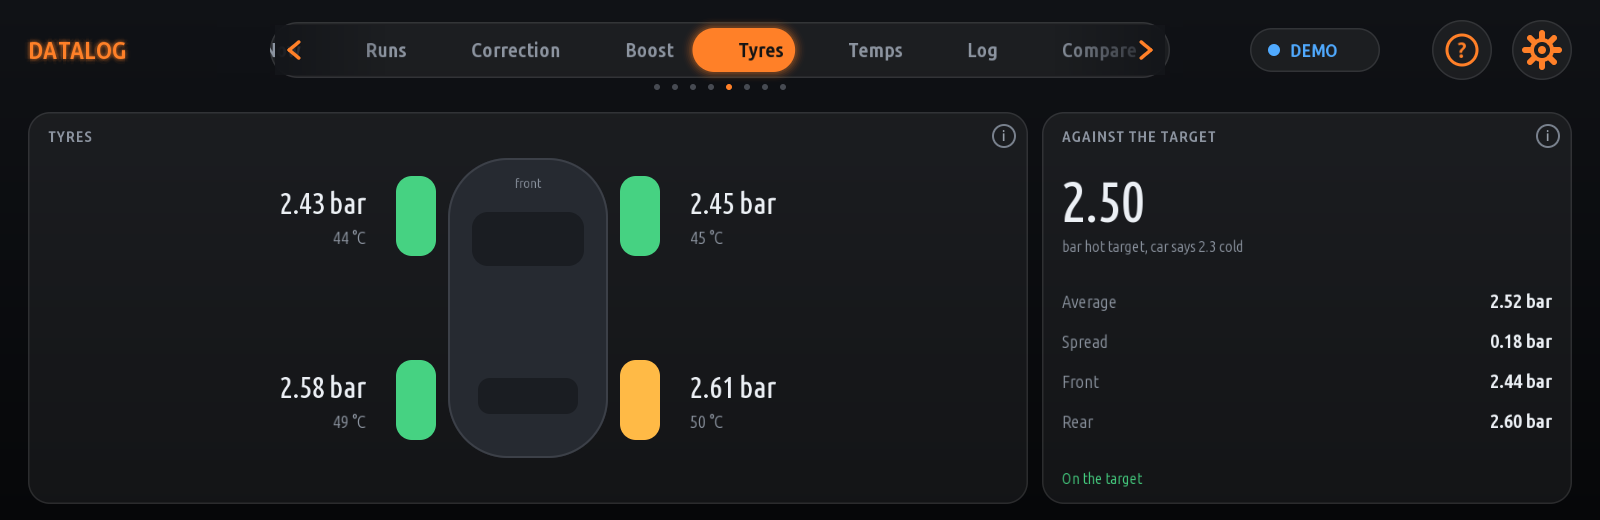 DATALOG
Runs
Correction
Boost
Tyres
Temps
Log
Compare
DEMO
?
TYRES
i
front
2.43 bar
44 °C
2.45 bar
45 °C
2.58 bar
49 °C
2.61 bar
50 °C
AGAINST THE TARGET
i
2.50
bar hot target, car says 2.3 cold
Average 2.52 bar
Spread 0.18 bar
Front 2.44 bar
Rear 2.60 bar
On the target